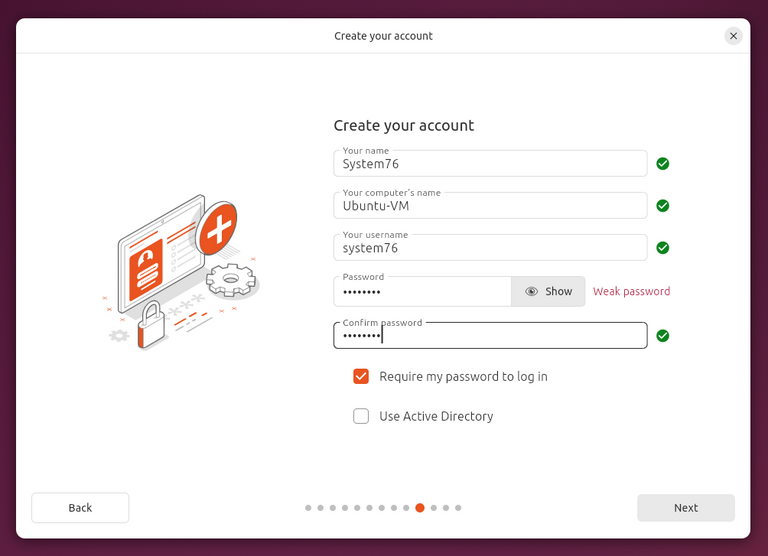 Create your account
Create your account
Your name
System76
Your computer's name
Ubuntu-VM
Your username
system76
Password
••••••••
Show
Weak password
Confirm password
••••••••
Require my password to log in
Use Active Directory
Back
Next